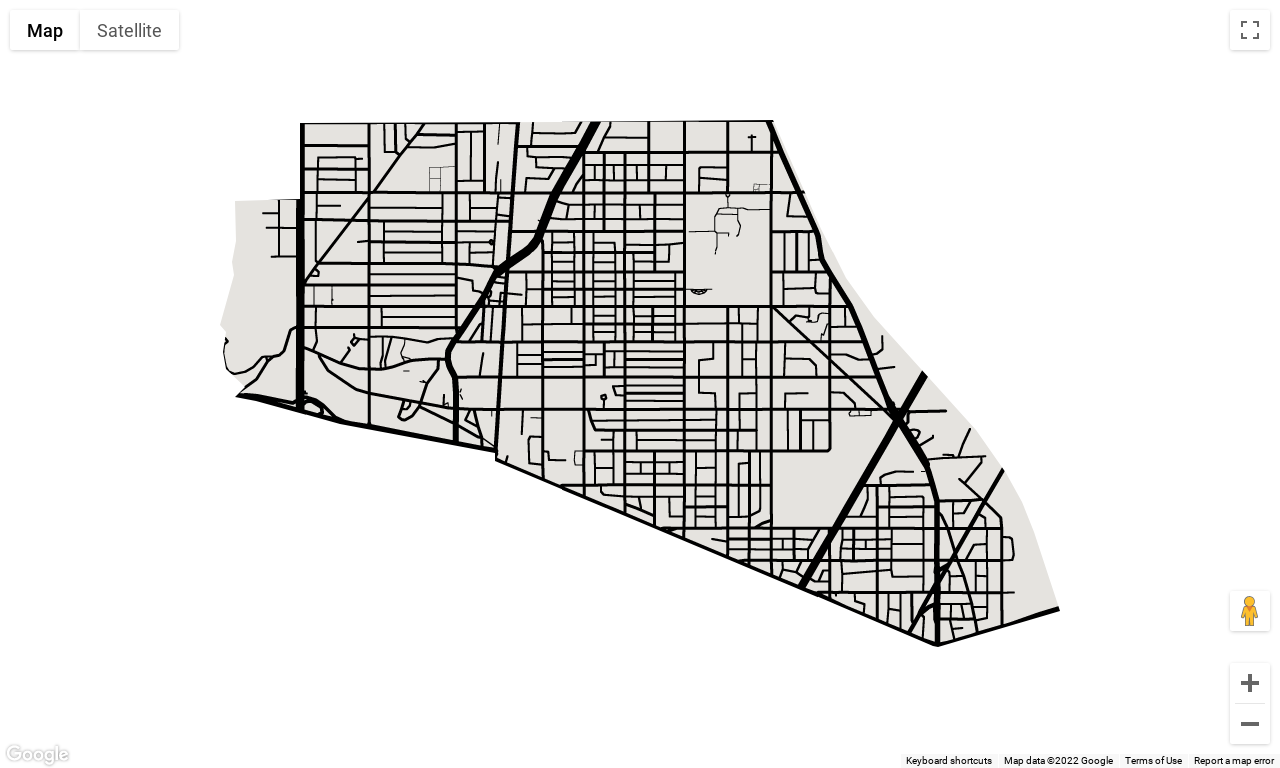 Map Satellite
Google
Keyboard shortcuts Map data ©2022 Google Terms of Use Report a map error